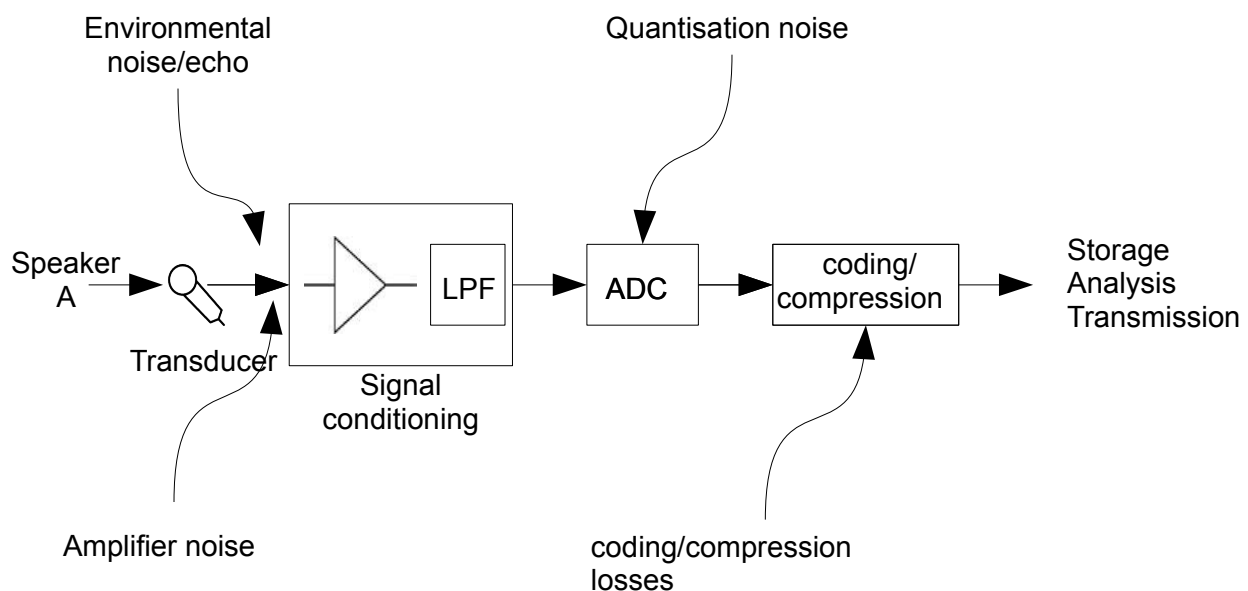 Environmental
noise/echo
Quantisation noise
Speaker
A
Transducer
LPF
Signal
conditioning
ADC
coding/
compression
Storage
Analysis
Transmission
Amplifier noise
coding/compression
losses